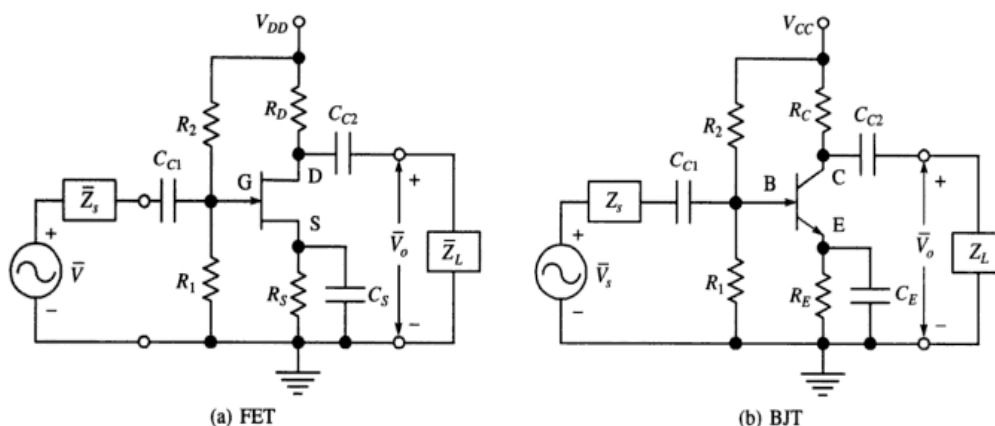 V_DD
R_D
C_C2
R_2
C_C1
G
D
S
Z̄_s
+
V̄
−
R_1
R_S
C_S
+
V̄_o
−
Z̄_L
(a) FET
V_CC
R_C
C_C2
R_2
C_C1
B
C
E
Z_s
+
V̄_s
−
R_1
R_E
C_E
+
V̄_o
−
Z_L
(b) BJT